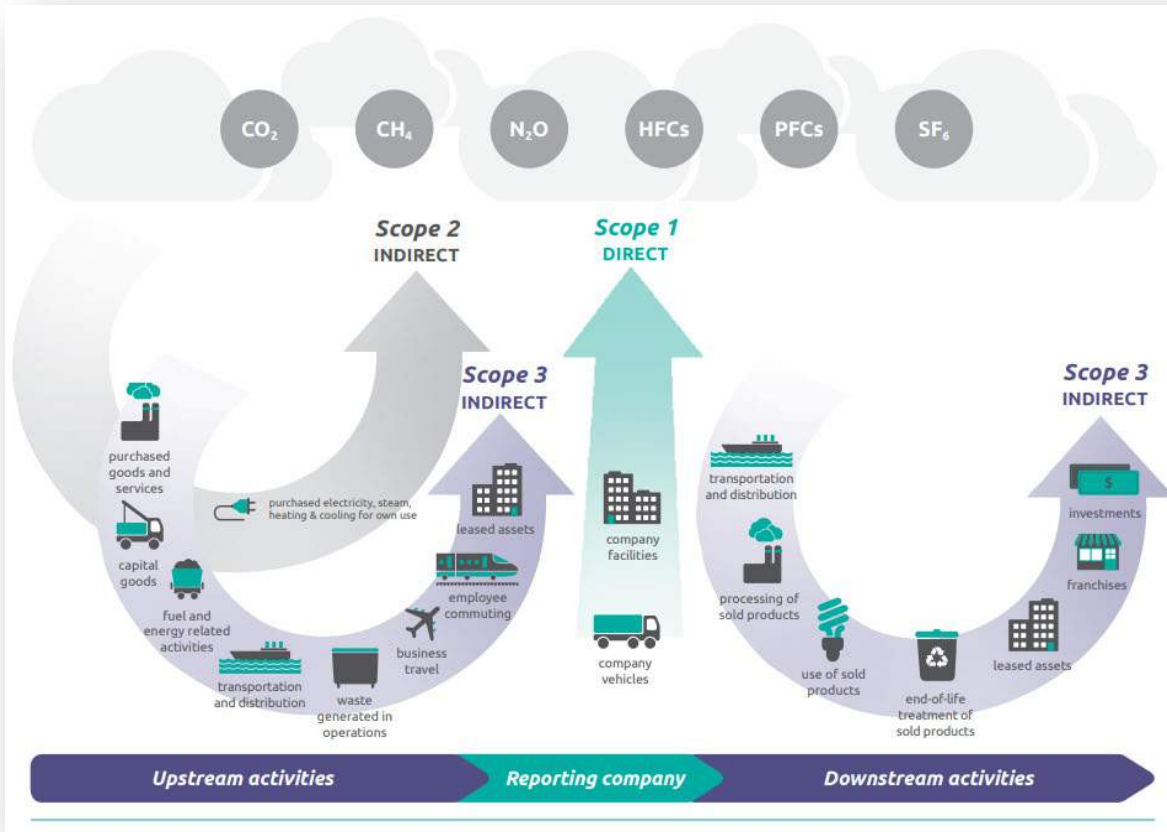 CO₂
CH₄
N₂O
HFCs
PFCs
SF₆
Scope 2
INDIRECT
Scope 1
DIRECT
Scope 3
INDIRECT
Scope 3
INDIRECT
purchased
goods and
services
capital
goods
fuel and
energy related
activities
transportation
and distribution
waste
generated in
operations
business
travel
employee
commuting
leased assets
purchased electricity, steam,
heating & cooling for own use
company
facilities
company
vehicles
transportation
and distribution
processing of
sold products
use of sold
products
end-of-life
treatment of
sold products
leased assets
franchises
$
investments
Upstream activities
Reporting company
Downstream activities